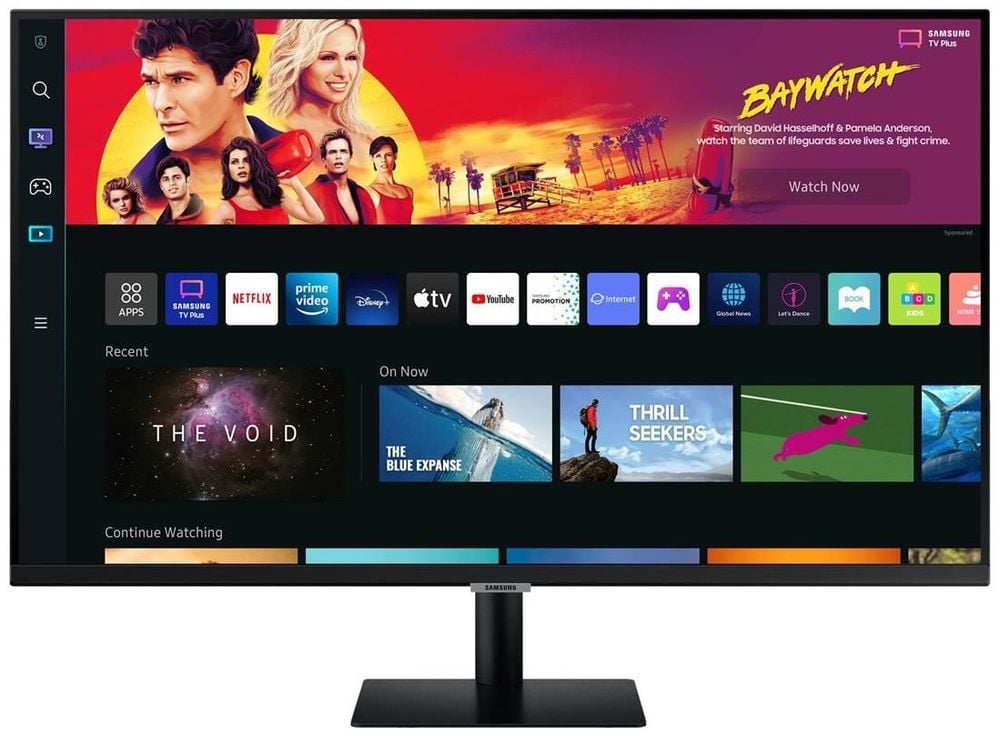 SAMSUNG
TV Plus
BAYWATCH
Starring David Hasselhoff & Pamela Anderson,
watch the team of lifeguards save lives & fight crime.
Watch Now
Sponsored
APPS
SAMSUNG
TV Plus
NETFLIX
prime
video
Disney+
tv
YouTube
SAMSUNG
PROMOTION
Internet
Global News
Let's Dance
BOOK
A
B C D
KIDS
Recent
On Now
THE VOID
THE
BLUE EXPANSE
THRILL
SEEKERS
Continue Watching
SAMSUNG